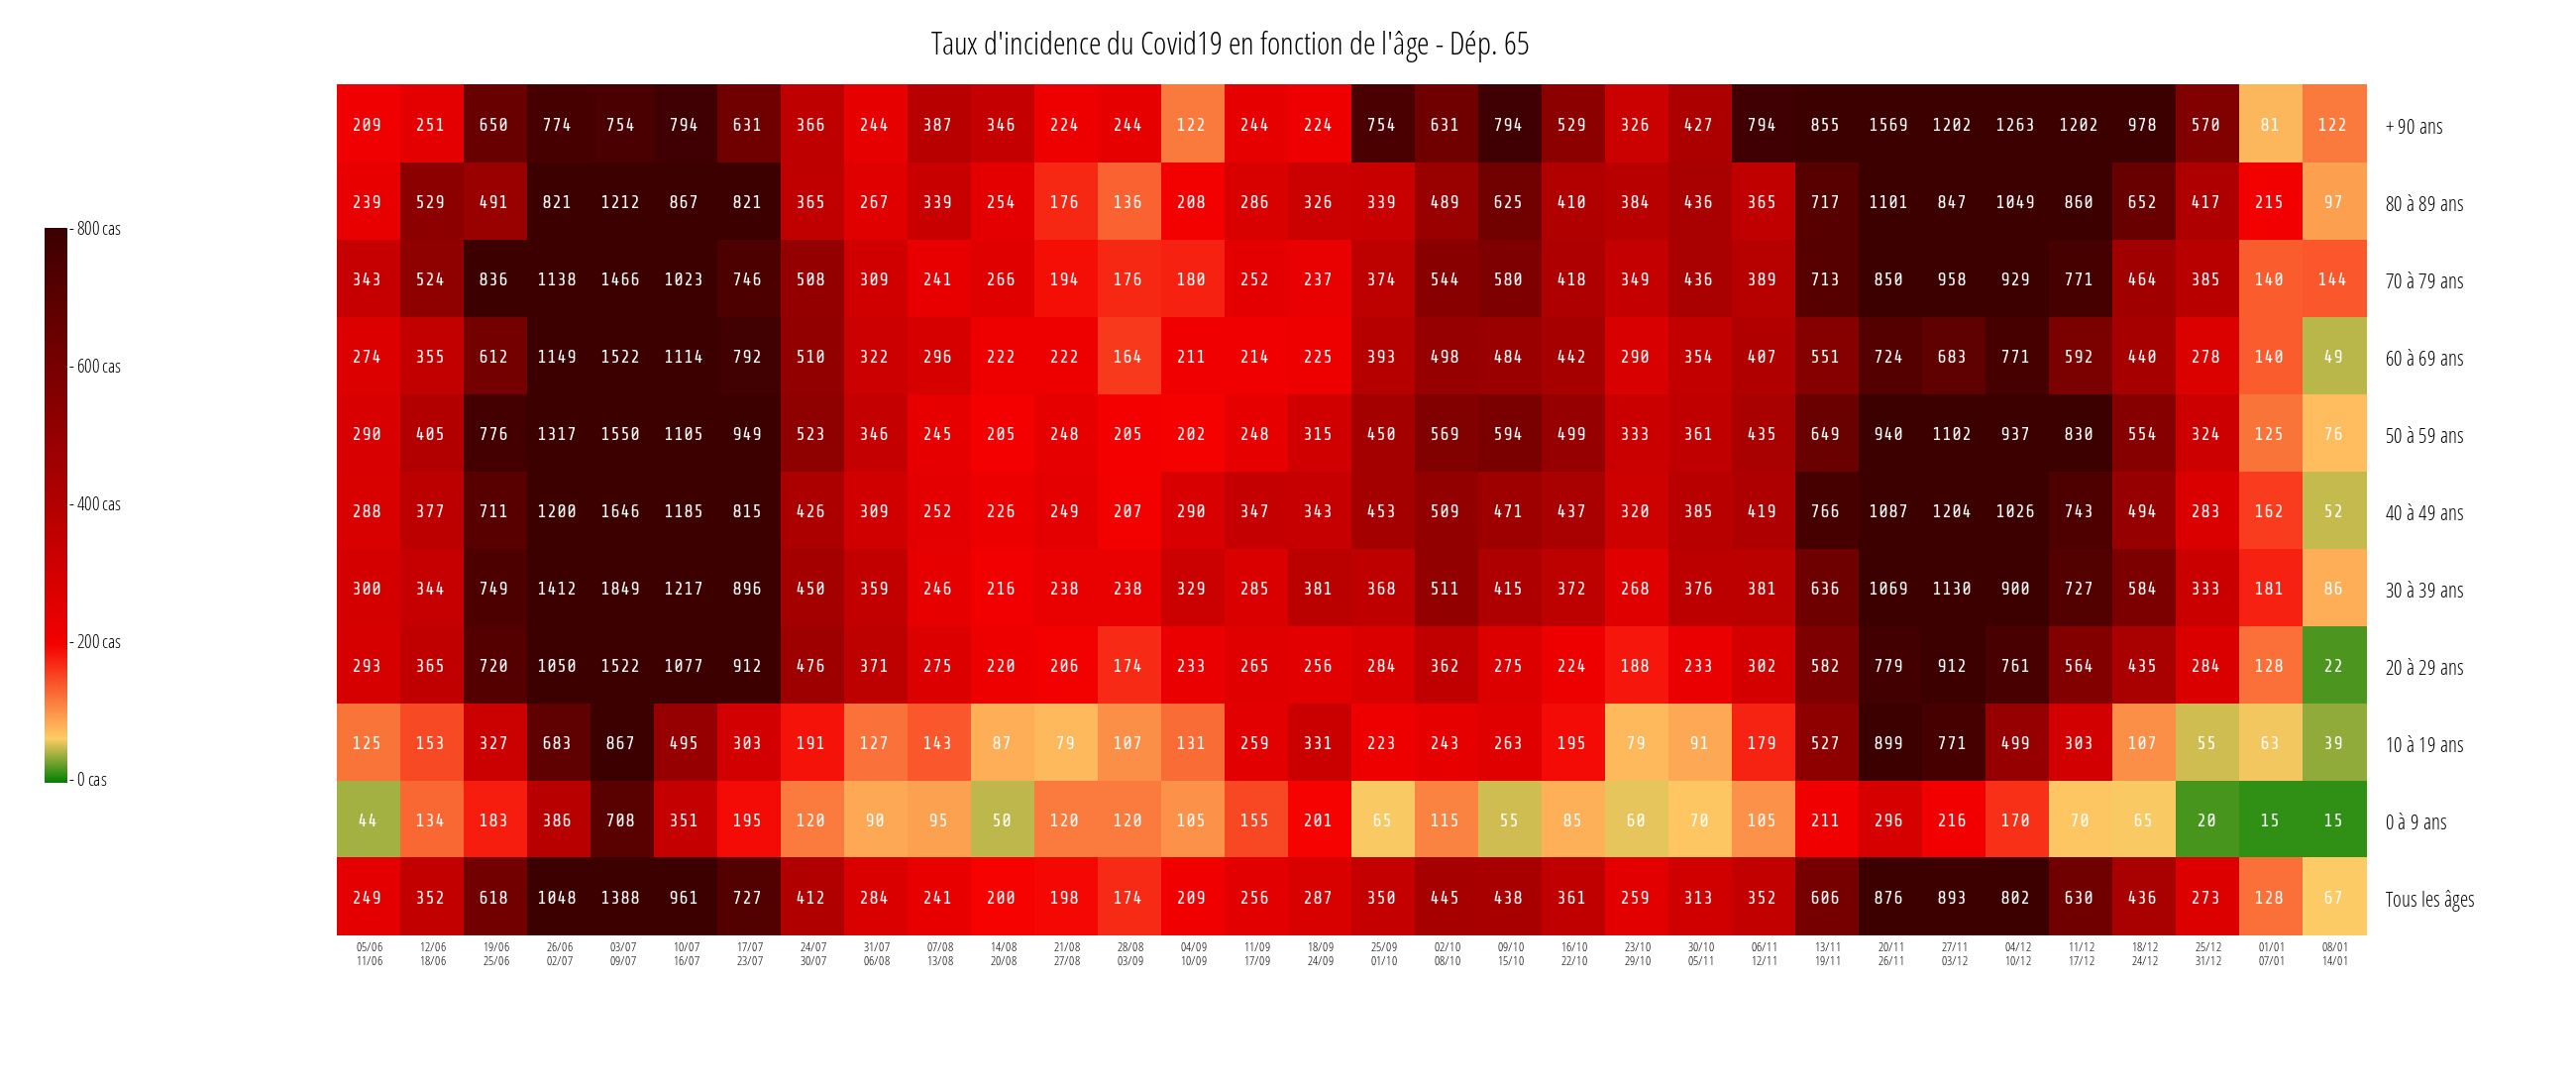 Taux d'incidence du Covid19 en fonction de l'âge - Dép. 65
209 251 650 774 754 794 631 366 244 387 346 224 244 122 244 224 754 631 794 529 326 427 794 855 1569 1202 1263 1202 978 570 81 122 + 90 ans
239 529 491 821 1212 867 821 365 267 339 254 176 136 208 286 326 339 489 625 410 384 436 365 717 1101 847 1049 860 652 417 215 97 80 à 89 ans
- 800 cas
343 524 836 1138 1466 1023 746 508 309 241 266 194 176 180 252 237 374 544 580 418 349 436 389 713 850 958 929 771 464 385 140 144 70 à 79 ans
274 355 612 1149 1522 1114 792 510 322 296 222 222 164 211 214 225 393 498 484 442 290 354 407 551 724 683 771 592 440 278 140 49 60 à 69 ans
- 600 cas
290 405 776 1317 1550 1105 949 523 346 245 205 248 205 202 248 315 450 569 594 499 333 361 435 649 940 1102 937 830 554 324 125 76 50 à 59 ans
- 400 cas
288 377 711 1200 1646 1185 815 426 309 252 226 249 207 290 347 343 453 509 471 437 320 385 419 766 1087 1204 1026 743 494 283 162 52 40 à 49 ans
300 344 749 1412 1849 1217 896 450 359 246 216 238 238 329 285 381 368 511 415 372 268 376 381 636 1069 1130 900 727 584 333 181 86 30 à 39 ans
- 200 cas
293 365 720 1050 1522 1077 912 476 371 275 220 206 174 233 265 256 284 362 275 224 188 233 302 582 779 912 761 564 435 284 128 22 20 à 29 ans
125 153 327 683 867 495 303 191 127 143 87 79 107 131 259 331 223 243 263 195 79 91 179 527 899 771 499 303 107 55 63 39 10 à 19 ans
- 0 cas
44 134 183 386 708 351 195 120 90 95 50 120 120 105 155 201 65 115 55 85 60 70 105 211 296 216 170 70 65 20 15 15 0 à 9 ans
249 352 618 1048 1388 961 727 412 284 241 200 198 174 209 256 287 350 445 438 361 259 313 352 606 876 893 802 630 436 273 128 67 Tous les âges
05/06 12/06 19/06 26/06 03/07 10/07 17/07 24/07 31/07 07/08 14/08 21/08 28/08 04/09 11/09 18/09 25/09 02/10 09/10 16/10 23/10 30/10 06/11 13/11 20/11 27/11 04/12 11/12 18/12 25/12 01/01 08/01
11/06 18/06 25/06 02/07 09/07 16/07 23/07 30/07 06/08 13/08 20/08 27/08 03/09 10/09 17/09 24/09 01/10 08/10 15/10 22/10 29/10 05/11 12/11 19/11 26/11 03/12 10/12 17/12 24/12 31/12 07/01 14/01